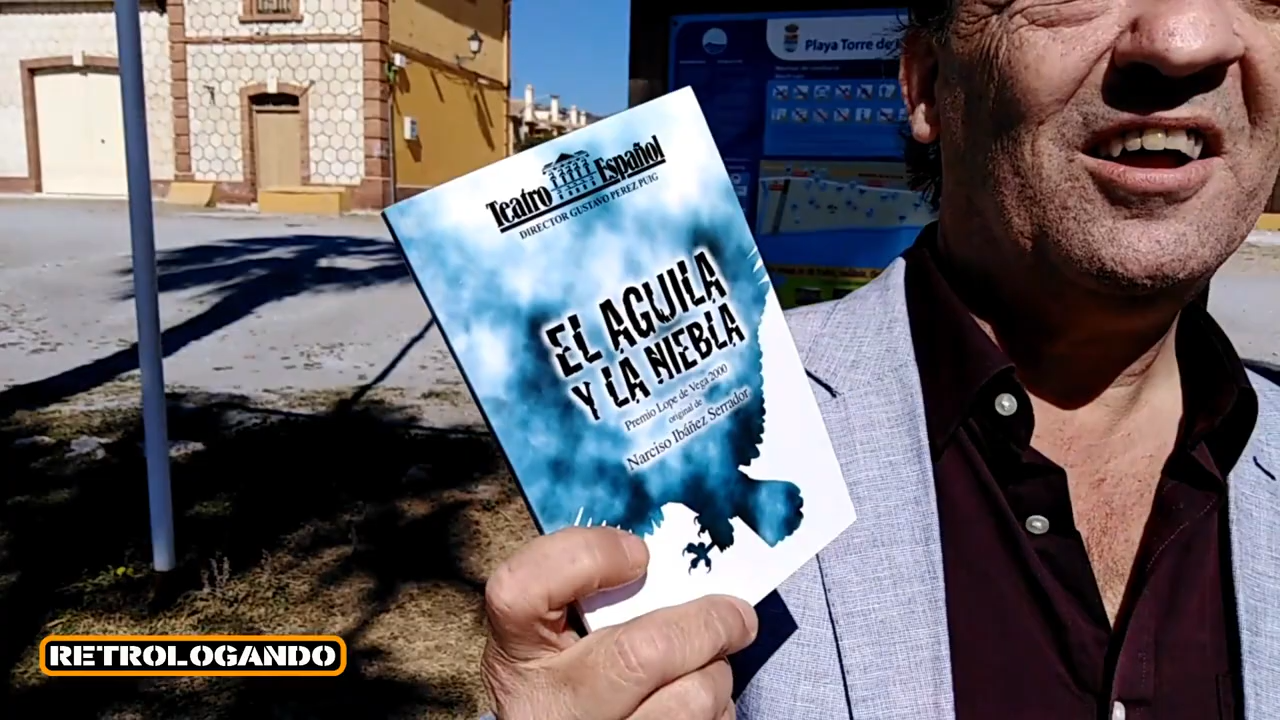 Playa Torre de
Teatro Español
DIRECTOR GUSTAVO PEREZ PUIG
EL AGUILA
Y LA NIEBLA
Premio Lope de Vega 2000
original de
Narciso Ibáñez Serrador
RETROLOGANDO